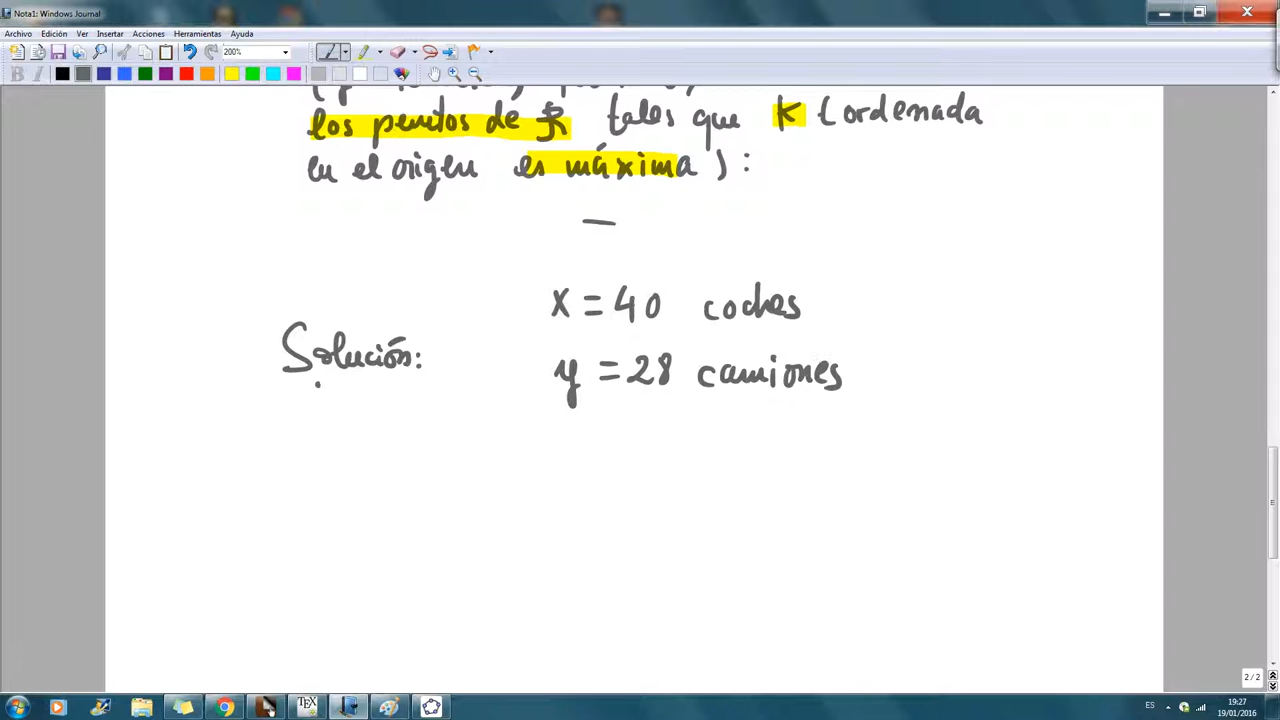 Nota1: Windows Journal
Archivo Edición Ver Insertar Acciones Herramientas Ayuda
200%
los puntos de R tales que K (ordenada
en el origen es máxima):
x = 40 coches
Solución:
y = 28 camiones
2 / 2
TEX
ES
19:27
19/01/2016